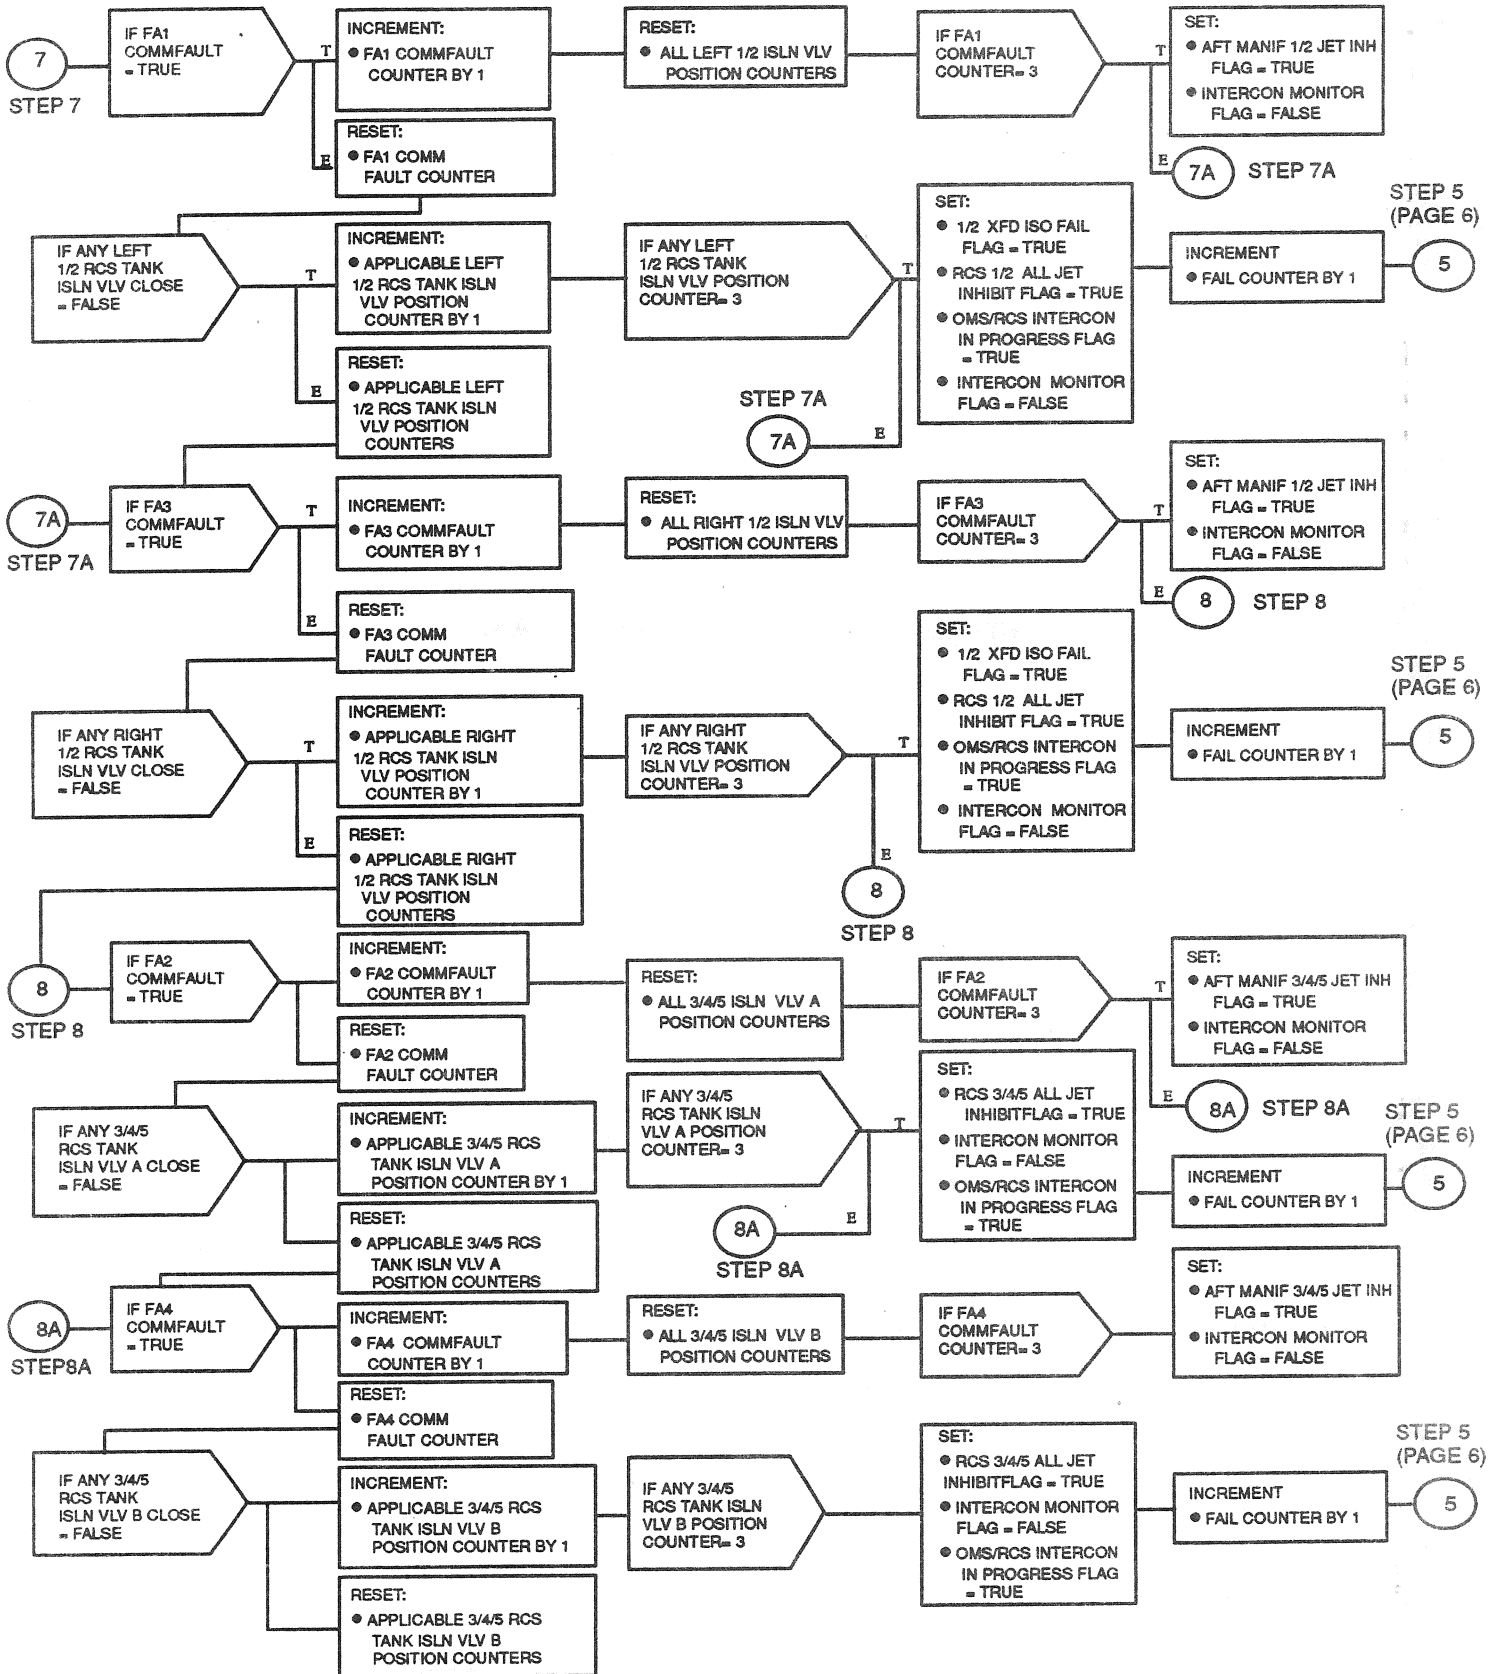 7
STEP 7
IF FA1
COMMFAULT
= TRUE
T
E
INCREMENT:
● FA1 COMMFAULT
COUNTER BY 1
RESET:
● ALL LEFT 1/2 ISLN VLV
POSITION COUNTERS
IF FA1
COMMFAULT
COUNTER= 3
T
SET:
● AFT MANIF 1/2 JET INH
FLAG = TRUE
● INTERCON MONITOR
FLAG = FALSE
E
7A
STEP 7A
RESET:
● FA1 COMM
FAULT COUNTER
IF ANY LEFT
1/2 RCS TANK
ISLN VLV CLOSE
= FALSE
T
E
INCREMENT:
● APPLICABLE LEFT
1/2 RCS TANK ISLN
VLV POSITION
COUNTER BY 1
IF ANY LEFT
1/2 RCS TANK
ISLN VLV POSITION
COUNTER= 3
T
SET:
● 1/2 XFD ISO FAIL
FLAG = TRUE
● RCS 1/2 ALL JET
INHIBIT FLAG = TRUE
● OMS/RCS INTERCON
IN PROGRESS FLAG
= TRUE
● INTERCON MONITOR
FLAG = FALSE
INCREMENT
● FAIL COUNTER BY 1
STEP 5
(PAGE 6)
5
RESET:
● APPLICABLE LEFT
1/2 RCS TANK ISLN
VLV POSITION
COUNTERS
STEP 7A
7A
E
7A
STEP 7A
IF FA3
COMMFAULT
= TRUE
T
E
INCREMENT:
● FA3 COMMFAULT
COUNTER BY 1
RESET:
● ALL RIGHT 1/2 ISLN VLV
POSITION COUNTERS
IF FA3
COMMFAULT
COUNTER= 3
T
SET:
● AFT MANIF 1/2 JET INH
FLAG = TRUE
● INTERCON MONITOR
FLAG = FALSE
E
8
STEP 8
RESET:
● FA3 COMM
FAULT COUNTER
IF ANY RIGHT
1/2 RCS TANK
ISLN VLV CLOSE
= FALSE
T
E
INCREMENT:
● APPLICABLE RIGHT
1/2 RCS TANK ISLN
VLV POSITION
COUNTER BY 1
IF ANY RIGHT
1/2 RCS TANK
ISLN VLV POSITION
COUNTER= 3
T
SET:
● 1/2 XFD ISO FAIL
FLAG = TRUE
● RCS 1/2 ALL JET
INHIBIT FLAG = TRUE
● OMS/RCS INTERCON
IN PROGRESS FLAG
= TRUE
● INTERCON MONITOR
FLAG = FALSE
INCREMENT
● FAIL COUNTER BY 1
STEP 5
(PAGE 6)
5
RESET:
● APPLICABLE RIGHT
1/2 RCS TANK ISLN
VLV POSITION
COUNTERS
E
8
STEP 8
8
STEP 8
IF FA2
COMMFAULT
= TRUE
INCREMENT:
● FA2 COMMFAULT
COUNTER BY 1
RESET:
● ALL 3/4/5 ISLN VLV A
POSITION COUNTERS
IF FA2
COMMFAULT
COUNTER= 3
T
SET:
● AFT MANIF 3/4/5 JET INH
FLAG = TRUE
● INTERCON MONITOR
FLAG = FALSE
E
8A
STEP 8A
RESET:
● FA2 COMM
FAULT COUNTER
IF ANY 3/4/5
RCS TANK
ISLN VLV A CLOSE
= FALSE
INCREMENT:
● APPLICABLE 3/4/5 RCS
TANK ISLN VLV A
POSITION COUNTER BY 1
IF ANY 3/4/5
RCS TANK ISLN
VLV A POSITION
COUNTER= 3
T
SET:
● RCS 3/4/5 ALL JET
INHIBITFLAG = TRUE
● INTERCON MONITOR
FLAG = FALSE
● OMS/RCS INTERCON
IN PROGRESS FLAG
= TRUE
INCREMENT
● FAIL COUNTER BY 1
STEP 5
(PAGE 6)
5
RESET:
● APPLICABLE 3/4/5 RCS
TANK ISLN VLV A
POSITION COUNTERS
8A
STEP 8A
E
8A
STEP8A
IF FA4
COMMFAULT
= TRUE
INCREMENT:
● FA4 COMMFAULT
COUNTER BY 1
RESET:
● ALL 3/4/5 ISLN VLV B
POSITION COUNTERS
IF FA4
COMMFAULT
COUNTER= 3
SET:
● AFT MANIF 3/4/5 JET INH
FLAG = TRUE
● INTERCON MONITOR
FLAG = FALSE
RESET:
● FA4 COMM
FAULT COUNTER
IF ANY 3/4/5
RCS TANK
ISLN VLV B CLOSE
= FALSE
INCREMENT:
● APPLICABLE 3/4/5 RCS
TANK ISLN VLV B
POSITION COUNTER BY 1
IF ANY 3/4/5
RCS TANK ISLN
VLV B POSITION
COUNTER= 3
SET:
● RCS 3/4/5 ALL JET
INHIBITFLAG = TRUE
● INTERCON MONITOR
FLAG = FALSE
● OMS/RCS INTERCON
IN PROGRESS FLAG
= TRUE
INCREMENT
● FAIL COUNTER BY 1
STEP 5
(PAGE 6)
5
RESET:
● APPLICABLE 3/4/5 RCS
TANK ISLN VLV B
POSITION COUNTERS